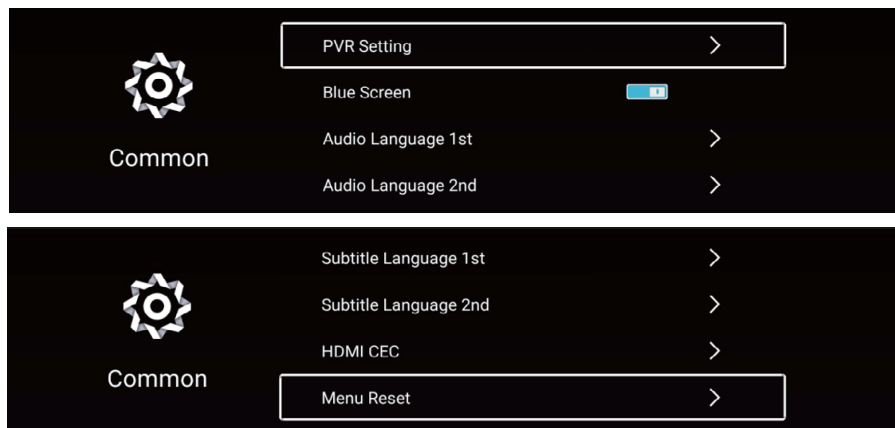 PVR Setting
Blue Screen
Audio Language 1st
Common
Audio Language 2nd
Subtitle Language 1st
Subtitle Language 2nd
HDMI CEC
Common
Menu Reset